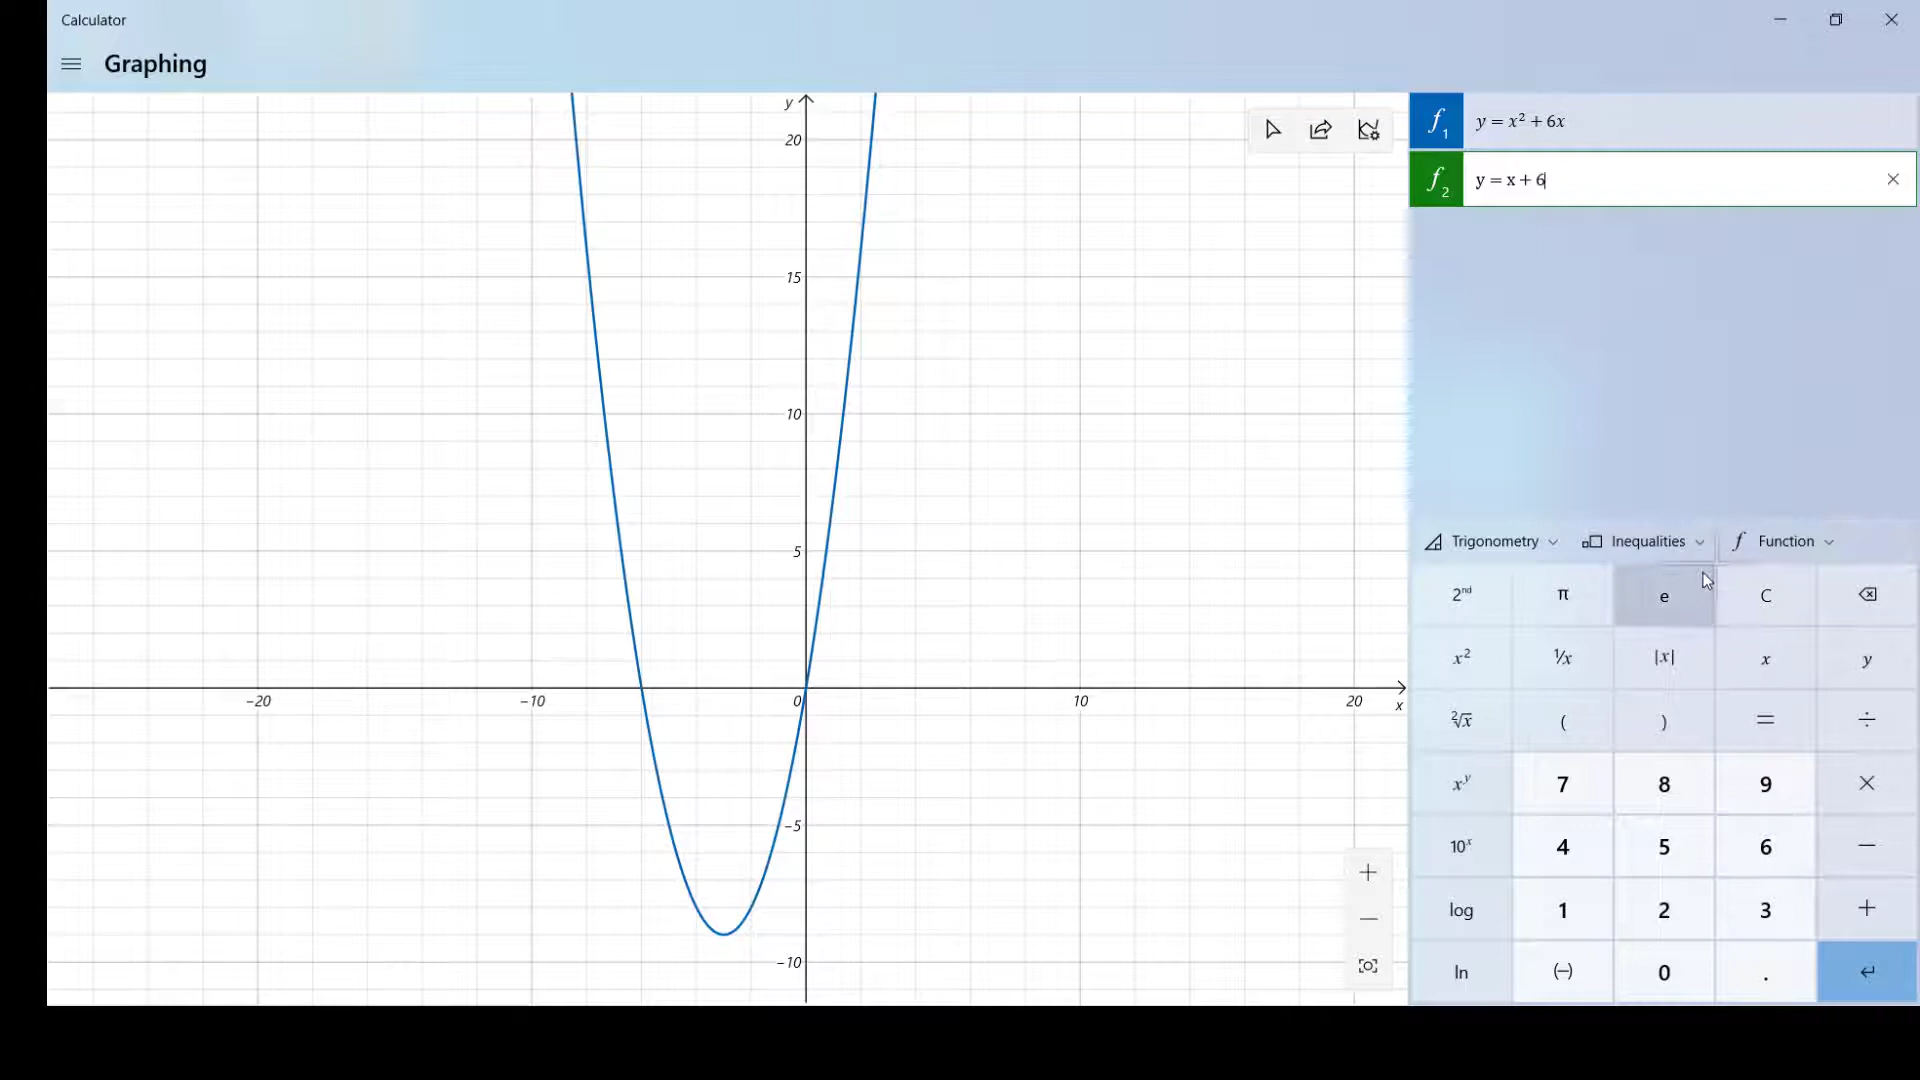 Calculator
Graphing
y
20
15
10
5
0
-5
-10
-20
-10
10
20
x
f₁ y = x² + 6x
f₂ y = x + 6
Trigonometry Inequalities f Function
2ⁿᵈ π e C
x² ¹/x |x| x y
²√x ( ) = ÷
xʸ 7 8 9 ×
10ˣ 4 5 6 −
log 1 2 3 +
ln (−) 0 .